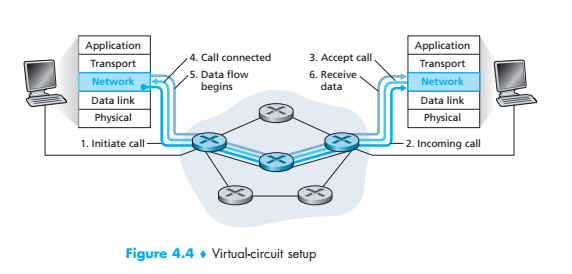 Application
Transport
Network
Data link
Physical
4. Call connected
5. Data flow
begins
3. Accept call
6. Receive
data
Application
Transport
Network
Data link
Physical
1. Initiate call
2. Incoming call
Figure 4.4 ♦ Virtual-circuit setup